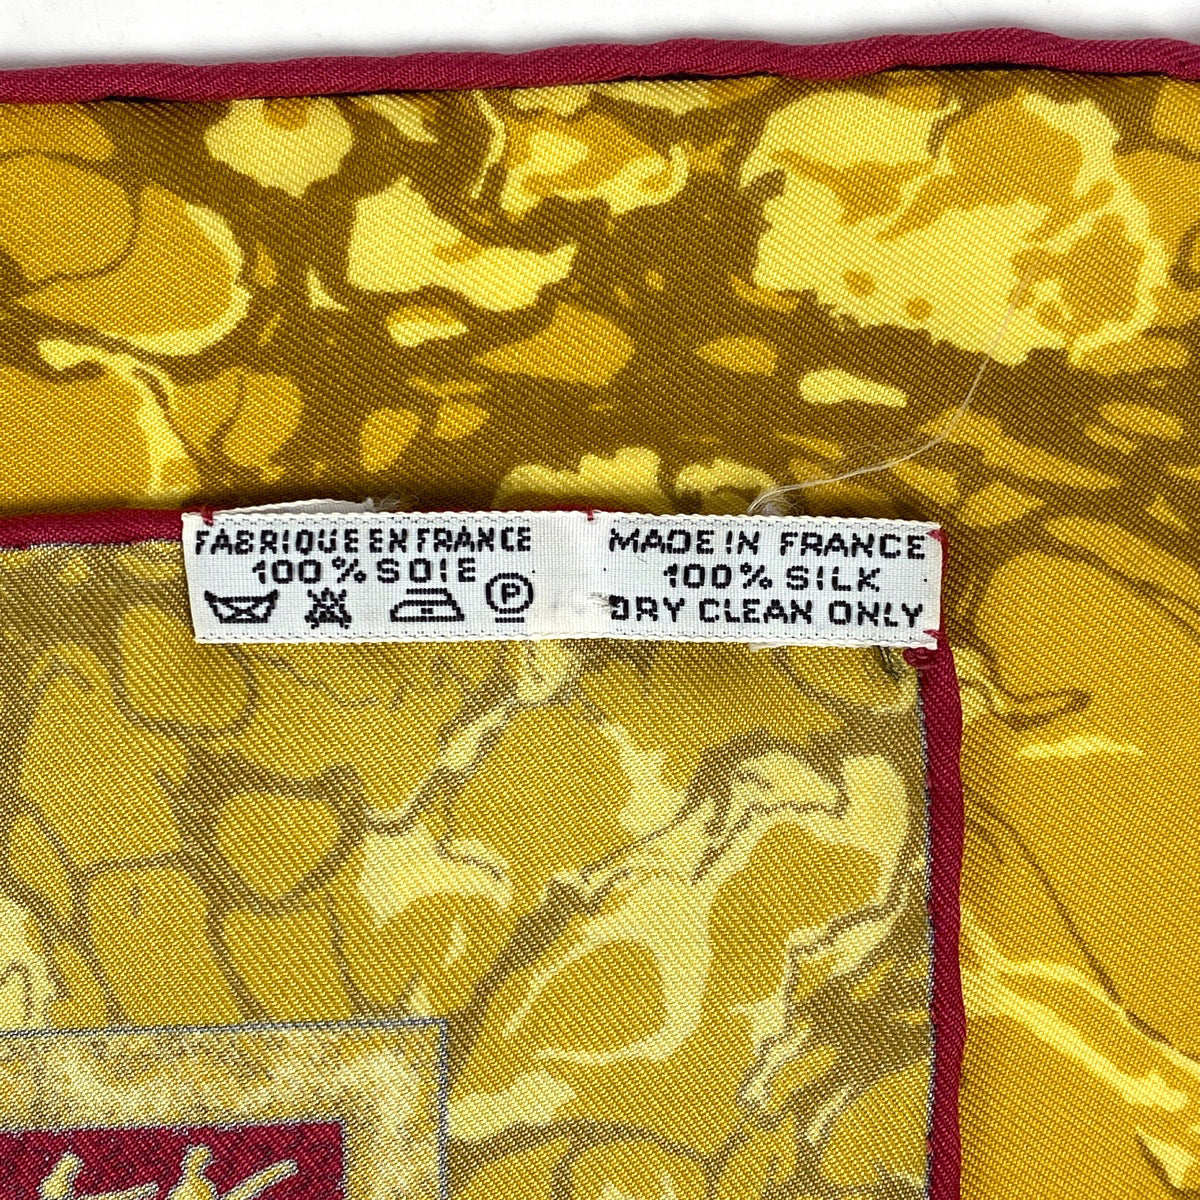 FABRIQUE EN FRANCE
100% SOIE
P
MADE IN FRANCE
100% SILK
DRY CLEAN ONLY